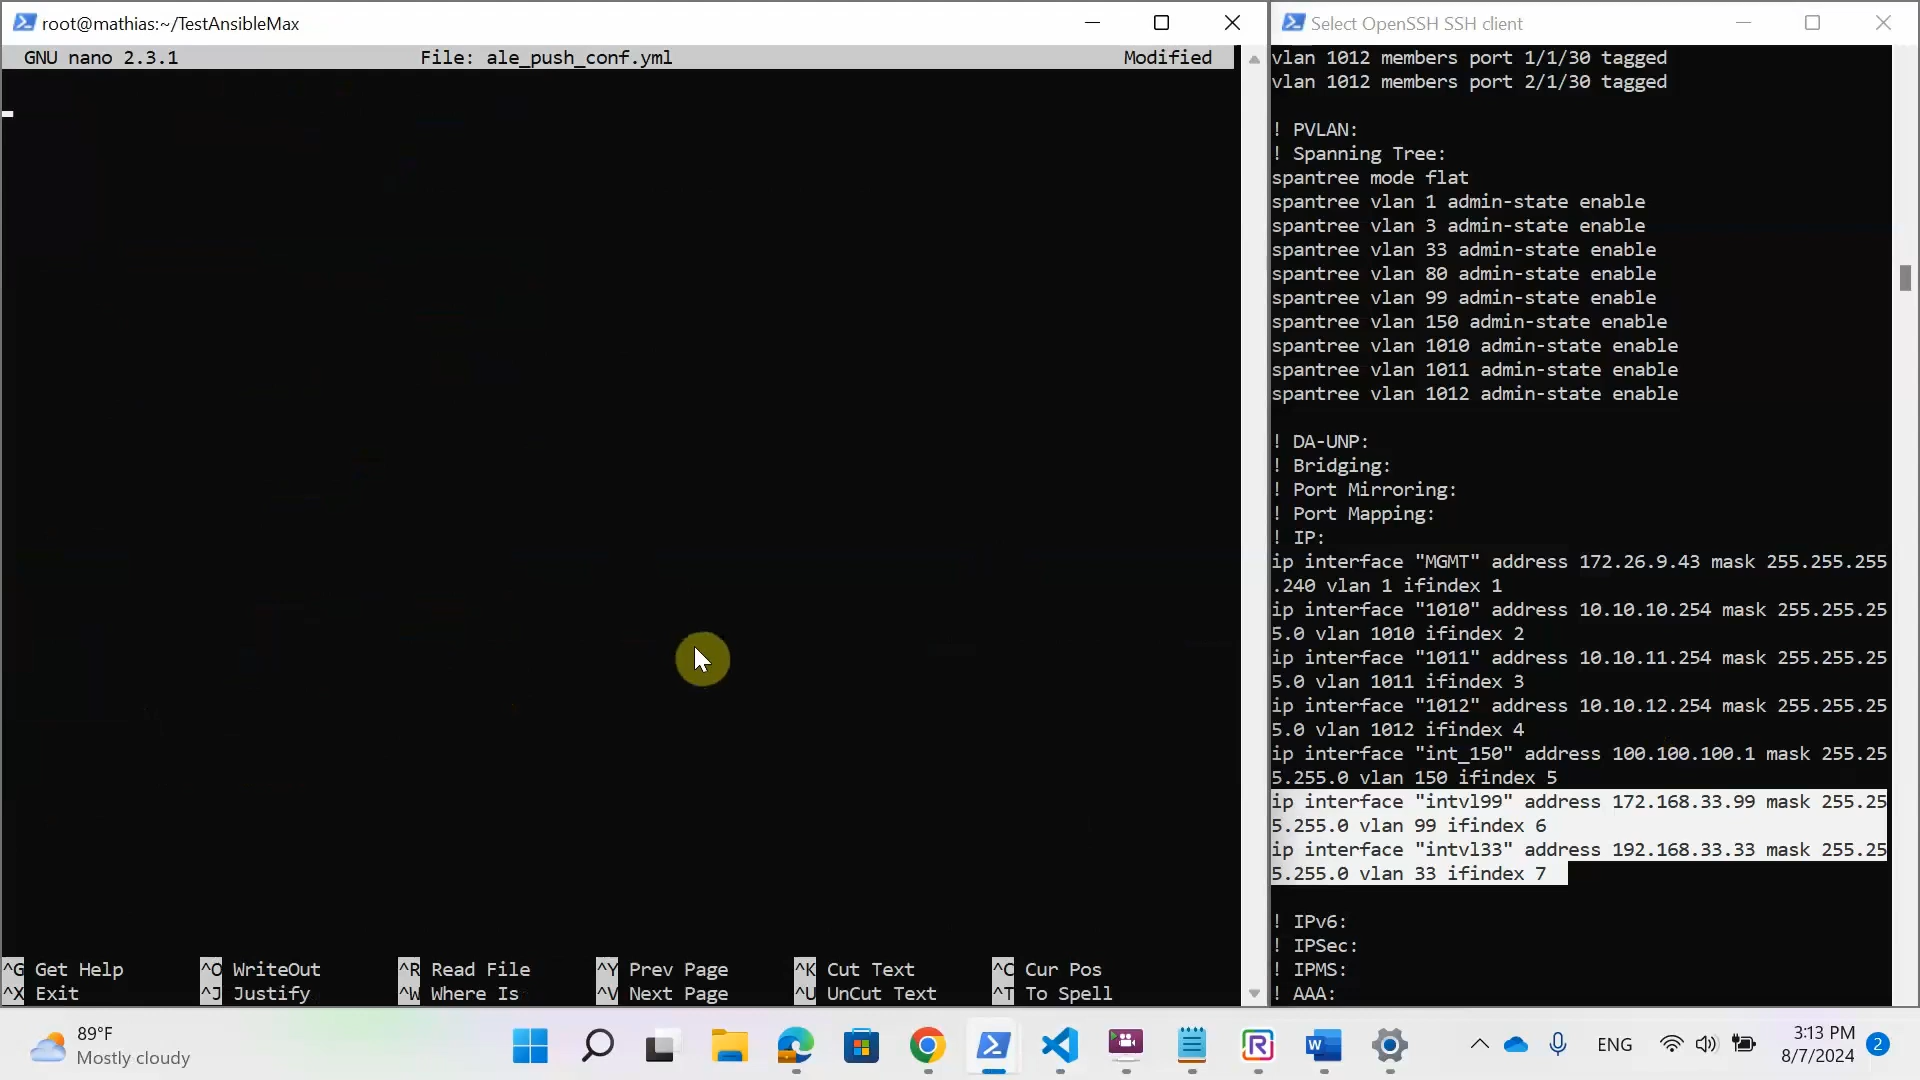 root@mathias:~/TestAnsibleMax
GNU nano 2.3.1 File: ale_push_conf.yml Modified
^G Get Help ^O WriteOut ^R Read File ^Y Prev Page ^K Cut Text ^C Cur Pos
^X Exit ^J Justify ^W Where Is ^V Next Page ^U UnCut Text ^T To Spell
Select OpenSSH SSH client
vlan 1012 members port 1/1/30 tagged
vlan 1012 members port 2/1/30 tagged
! PVLAN:
! Spanning Tree:
spantree mode flat
spantree vlan 1 admin-state enable
spantree vlan 3 admin-state enable
spantree vlan 33 admin-state enable
spantree vlan 80 admin-state enable
spantree vlan 99 admin-state enable
spantree vlan 150 admin-state enable
spantree vlan 1010 admin-state enable
spantree vlan 1011 admin-state enable
spantree vlan 1012 admin-state enable
! DA-UNP:
! Bridging:
! Port Mirroring:
! Port Mapping:
! IP:
ip interface "MGMT" address 172.26.9.43 mask 255.255.255
.240 vlan 1 ifindex 1
ip interface "1010" address 10.10.10.254 mask 255.255.25
5.0 vlan 1010 ifindex 2
ip interface "1011" address 10.10.11.254 mask 255.255.25
5.0 vlan 1011 ifindex 3
ip interface "1012" address 10.10.12.254 mask 255.255.25
5.0 vlan 1012 ifindex 4
ip interface "int_150" address 100.100.100.1 mask 255.25
5.255.0 vlan 150 ifindex 5
ip interface "intvl99" address 172.168.33.99 mask 255.25
5.255.0 vlan 99 ifindex 6
ip interface "intvl33" address 192.168.33.33 mask 255.25
5.255.0 vlan 33 ifindex 7
! IPv6:
! IPSec:
! IPMS:
! AAA:
89°F
Mostly cloudy
ENG
3:13 PM
8/7/2024
2